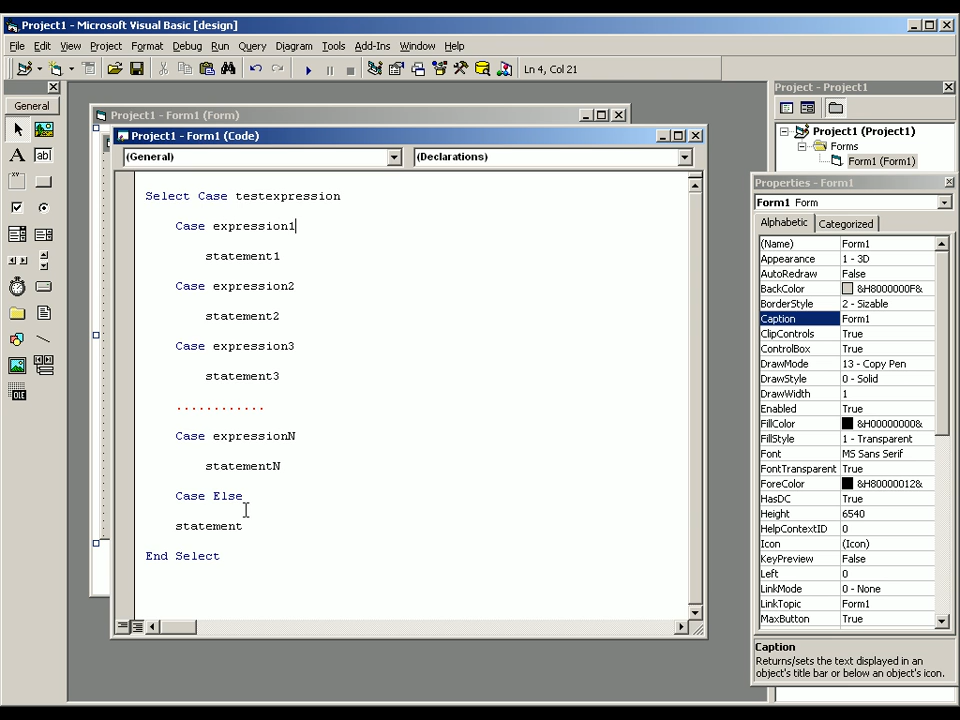 Project1 - Microsoft Visual Basic [design]
File Edit View Project Format Debug Run Query Diagram Tools Add-Ins Window Help
Ln 4, Col 21
General
A
ab|
XY
OLE
Project1 - Form1 (Form)
Project1 - Form1 (Code)
(General) (Declarations)
Select Case testexpression
Case expression1
statement1
Case expression2
statement2
Case expression3
statement3
............
Case expressionN
statementN
Case Else
statement
End Select
Project - Project1
Project1 (Project1)
Forms
Form1 (Form1)
Properties - Form1
Form1 Form
Alphabetic Categorized
(Name) Form1
Appearance 1 - 3D
AutoRedraw False
BackColor &H8000000F&
BorderStyle 2 - Sizable
Caption Form1
ClipControls True
ControlBox True
DrawMode 13 - Copy Pen
DrawStyle 0 - Solid
DrawWidth 1
Enabled True
FillColor &H00000000&
FillStyle 1 - Transparent
Font MS Sans Serif
FontTransparent True
ForeColor &H80000012&
HasDC True
Height 6540
HelpContextID 0
Icon (Icon)
KeyPreview False
Left 0
LinkMode 0 - None
LinkTopic Form1
MaxButton True
Caption
Returns/sets the text displayed in an
object's title bar or below an object's icon.